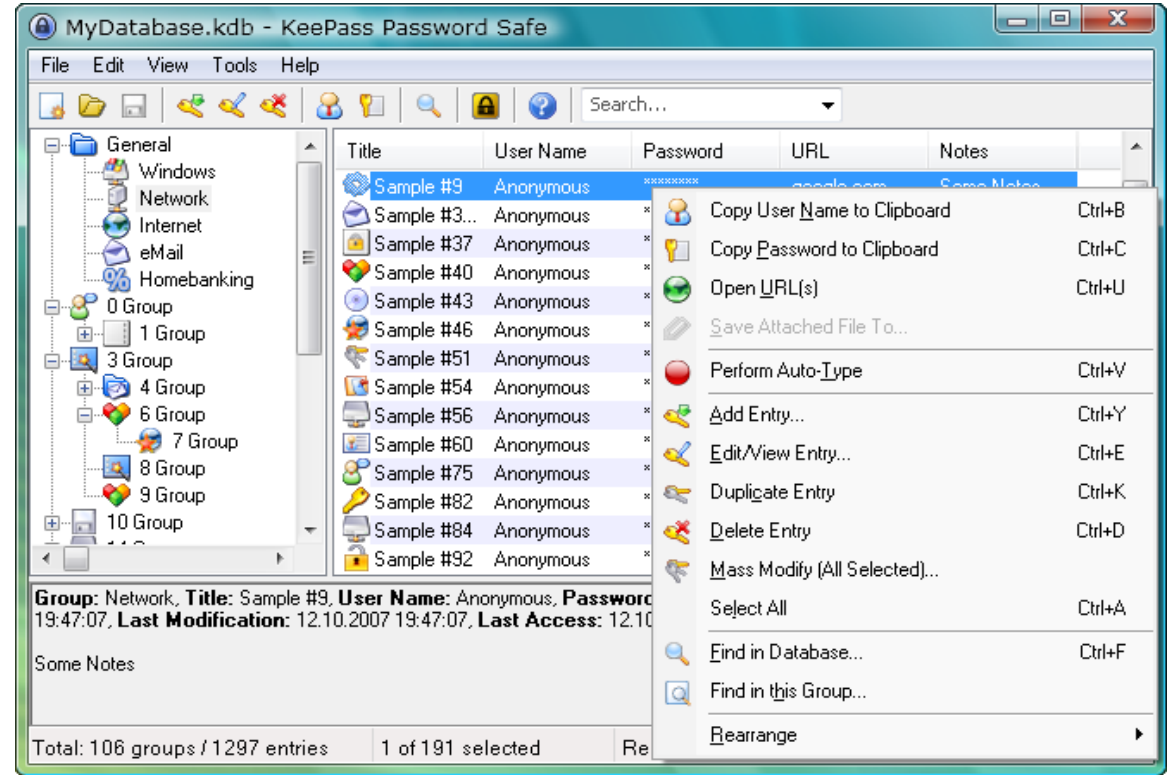 MyDatabase.kdb - KeePass Password Safe
File Edit View Tools Help
Search...
General
Windows
Network
Internet
eMail
Homebanking
0 Group
1 Group
3 Group
4 Group
6 Group
7 Group
8 Group
9 Group
10 Group
Title User Name Password URL Notes
Sample #9 Anonymous ******** google.com Some Notes
Sample #3... Anonymous *
Sample #37 Anonymous *
Sample #40 Anonymous *
Sample #43 Anonymous *
Sample #46 Anonymous *
Sample #51 Anonymous *
Sample #54 Anonymous *
Sample #56 Anonymous *
Sample #60 Anonymous *
Sample #75 Anonymous *
Sample #82 Anonymous *
Sample #84 Anonymous *
Sample #92 Anonymous *
Copy User Name to Clipboard Ctrl+B
Copy Password to Clipboard Ctrl+C
Open URL(s) Ctrl+U
Save Attached File To...
Perform Auto-Type Ctrl+V
Add Entry... Ctrl+Y
Edit/View Entry... Ctrl+E
Duplicate Entry Ctrl+K
Delete Entry Ctrl+D
Mass Modify (All Selected)...
Select All Ctrl+A
Find in Database... Ctrl+F
Find in this Group...
Rearrange
Group: Network, Title: Sample #9, User Name: Anonymous, Password
19:47:07, Last Modification: 12.10.2007 19:47:07, Last Access: 12.10
Some Notes
Total: 106 groups / 1297 entries 1 of 191 selected Re